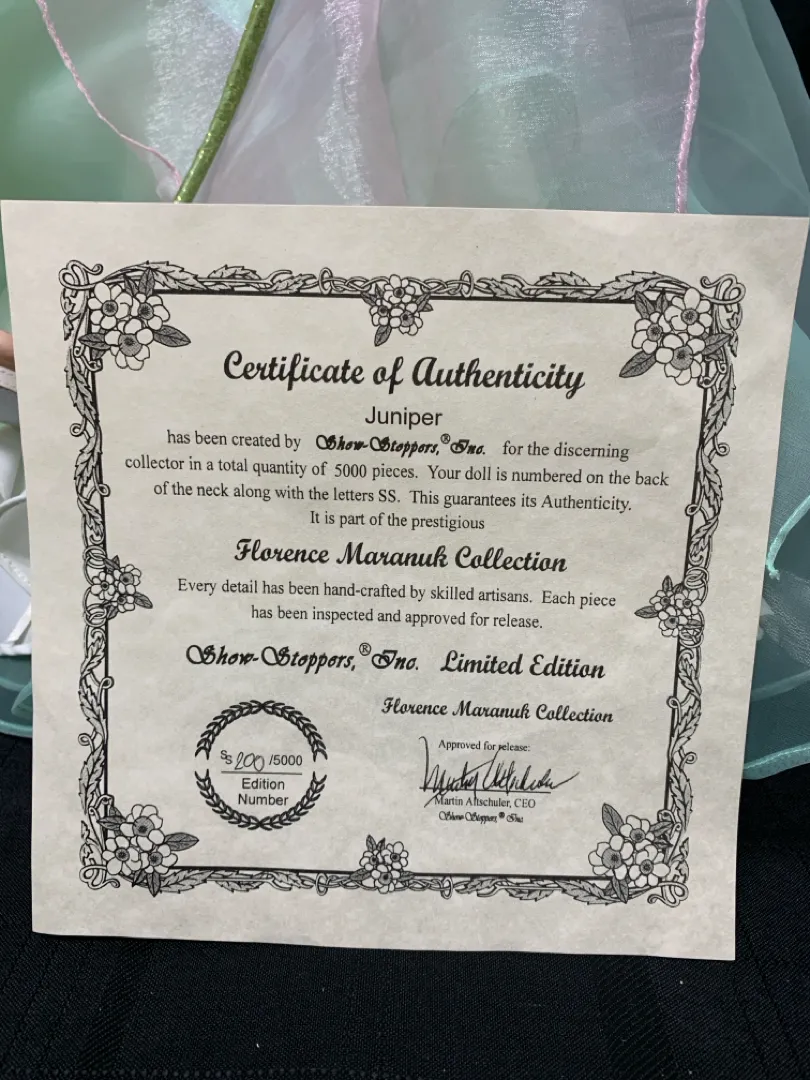 Certificate of Authenticity
Juniper
has been created by Show-Stoppers,® Inc. for the discerning
collector in a total quantity of 5000 pieces. Your doll is numbered on the back
of the neck along with the letters SS. This guarantees its Authenticity.
It is part of the prestigious
Florence Maranuk Collection
Every detail has been hand-crafted by skilled artisans. Each piece
has been inspected and approved for release.
Show-Stoppers,® Inc. Limited Edition
Florence Maranuk Collection
SS 200 /5000
Edition
Number
Approved for release:
Martin Altschuler, CEO
Show Stoppers® Inc